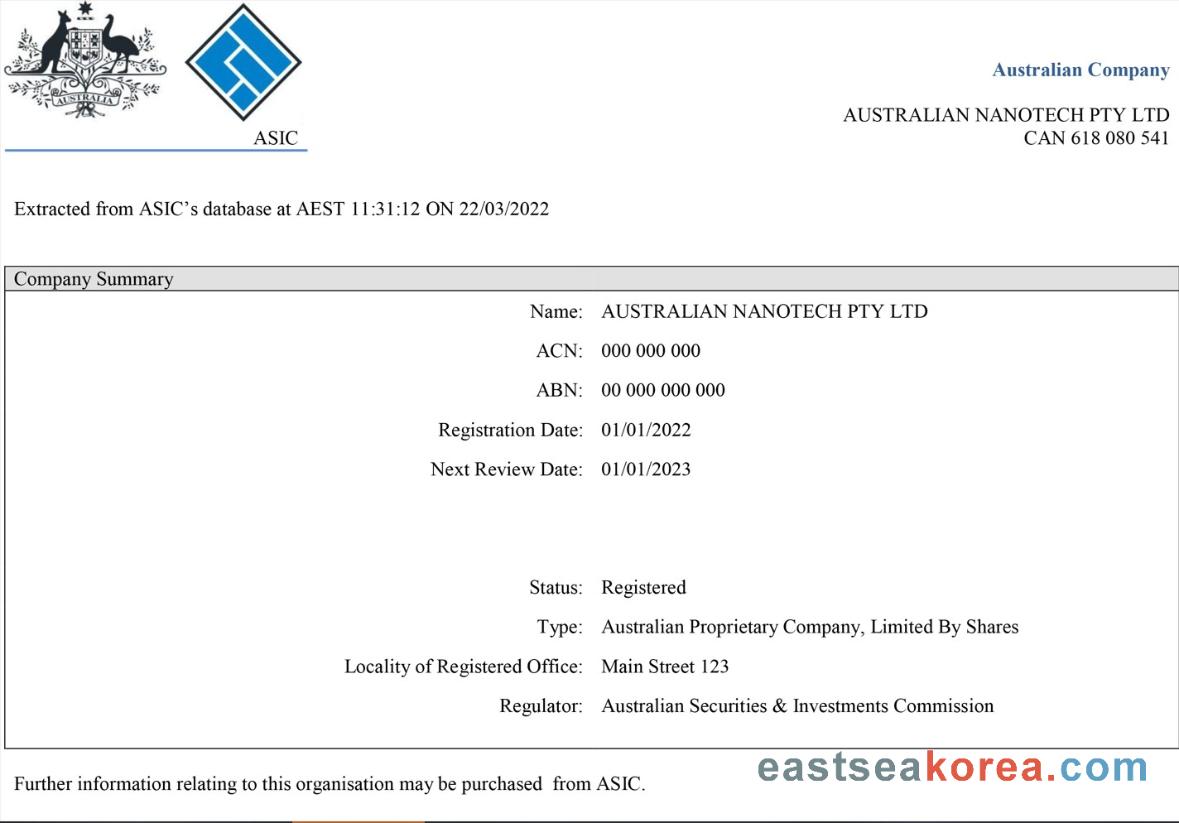 AUSTRALIA
ASIC
Australian Company
AUSTRALIAN NANOTECH PTY LTD
CAN 618 080 541
Extracted from ASIC’s database at AEST 11:31:12 ON 22/03/2022
Company Summary
Name: AUSTRALIAN NANOTECH PTY LTD
ACN: 000 000 000
ABN: 00 000 000 000
Registration Date: 01/01/2022
Next Review Date: 01/01/2023
Status: Registered
Type: Australian Proprietary Company, Limited By Shares
Locality of Registered Office: Main Street 123
Regulator: Australian Securities & Investments Commission
Further information relating to this organisation may be purchased from ASIC.
eastseakorea.com